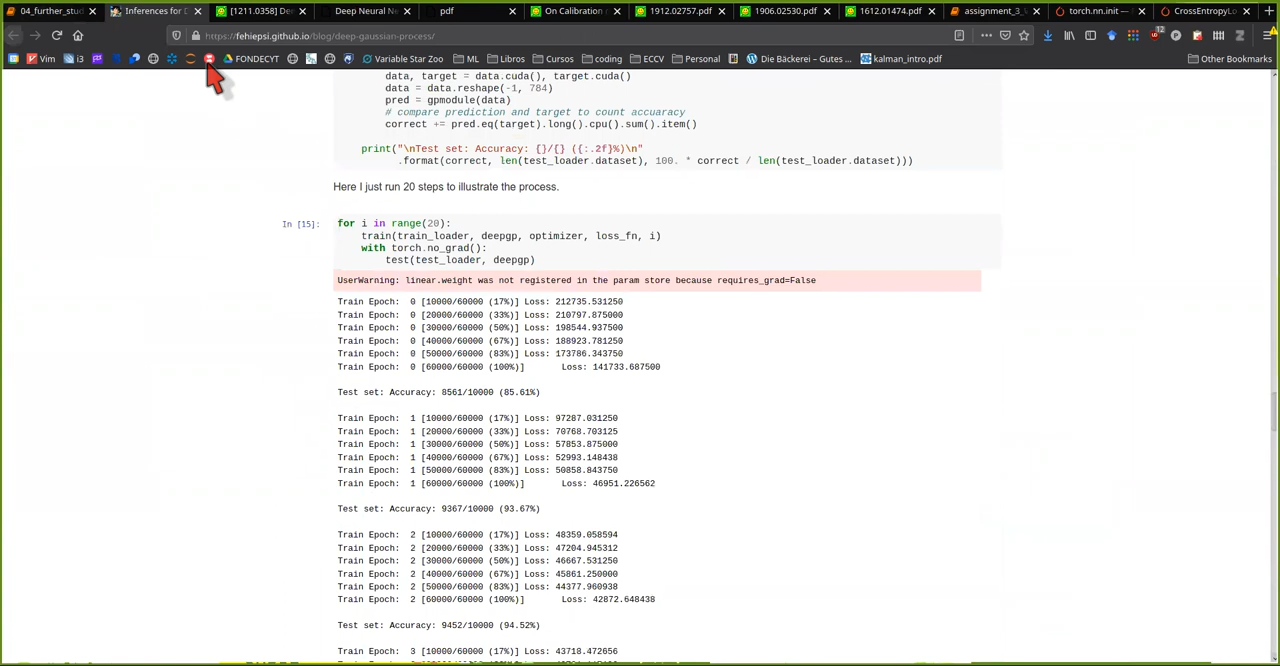 04_further_stud
Inferences for D
[1211.0358] De
Deep Neural Ne
pdf
On Calibration
1912.02757.pdf
1906.02530.pdf
1612.01474.pdf
assignment_3_
torch.nn.init —
CrossEntropyLo
https://fehiepsi.github.io/blog/deep-gaussian-process/
12
Vim
i3
FONDECYT
Variable Star Zoo
ML
Libros
Cursos
coding
ECCV
Personal
Die Bäckerei – Gutes ...
kalman_intro.pdf
Other Bookmarks
data, target = data.cuda(), target.cuda()
data = data.reshape(-1, 784)
pred = gpmodule(data)
# compare prediction and target to count accuaracy
correct += pred.eq(target).long().cpu().sum().item()
print("\nTest set: Accuracy: {}/{} ({:.2f}%)\n"
.format(correct, len(test_loader.dataset), 100. * correct / len(test_loader.dataset)))
Here I just run 20 steps to illustrate the process.
In [15]:
for i in range(20):
train(train_loader, deepgp, optimizer, loss_fn, i)
with torch.no_grad():
test(test_loader, deepgp)
UserWarning: linear.weight was not registered in the param store because requires_grad=False
Train Epoch:  0 [10000/60000 (17%)] Loss: 212735.531250
Train Epoch:  0 [20000/60000 (33%)] Loss: 210797.875000
Train Epoch:  0 [30000/60000 (50%)] Loss: 198544.937500
Train Epoch:  0 [40000/60000 (67%)] Loss: 188923.781250
Train Epoch:  0 [50000/60000 (83%)] Loss: 173786.343750
Train Epoch:  0 [60000/60000 (100%)]       Loss: 141733.687500
Test set: Accuracy: 8561/10000 (85.61%)
Train Epoch:  1 [10000/60000 (17%)] Loss: 97287.031250
Train Epoch:  1 [20000/60000 (33%)] Loss: 70768.703125
Train Epoch:  1 [30000/60000 (50%)] Loss: 57853.875000
Train Epoch:  1 [40000/60000 (67%)] Loss: 52993.148438
Train Epoch:  1 [50000/60000 (83%)] Loss: 50858.843750
Train Epoch:  1 [60000/60000 (100%)]       Loss: 46951.226562
Test set: Accuracy: 9367/10000 (93.67%)
Train Epoch:  2 [10000/60000 (17%)] Loss: 48359.058594
Train Epoch:  2 [20000/60000 (33%)] Loss: 47204.945312
Train Epoch:  2 [30000/60000 (50%)] Loss: 46667.531250
Train Epoch:  2 [40000/60000 (67%)] Loss: 45861.250000
Train Epoch:  2 [50000/60000 (83%)] Loss: 44377.960938
Train Epoch:  2 [60000/60000 (100%)]       Loss: 42872.648438
Test set: Accuracy: 9452/10000 (94.52%)
Train Epoch:  3 [10000/60000 (17%)] Loss: 43718.472656